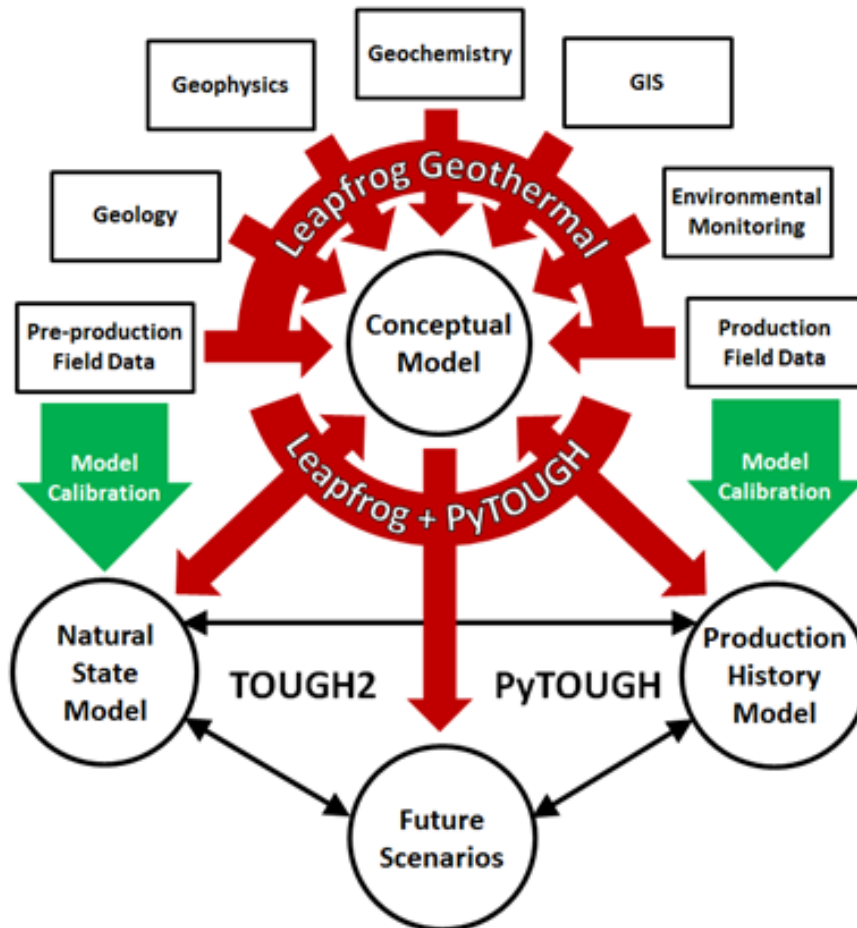 Geochemistry
Geophysics
GIS
Geology
Environmental
Monitoring
Leapfrog Geothermal
Pre-production
Field Data
Conceptual
Model
Production
Field Data
Leapfrog + PyTOUGH
Model
Calibration
Model
Calibration
Natural
State
Model
TOUGH2
PyTOUGH
Production
History
Model
Future
Scenarios